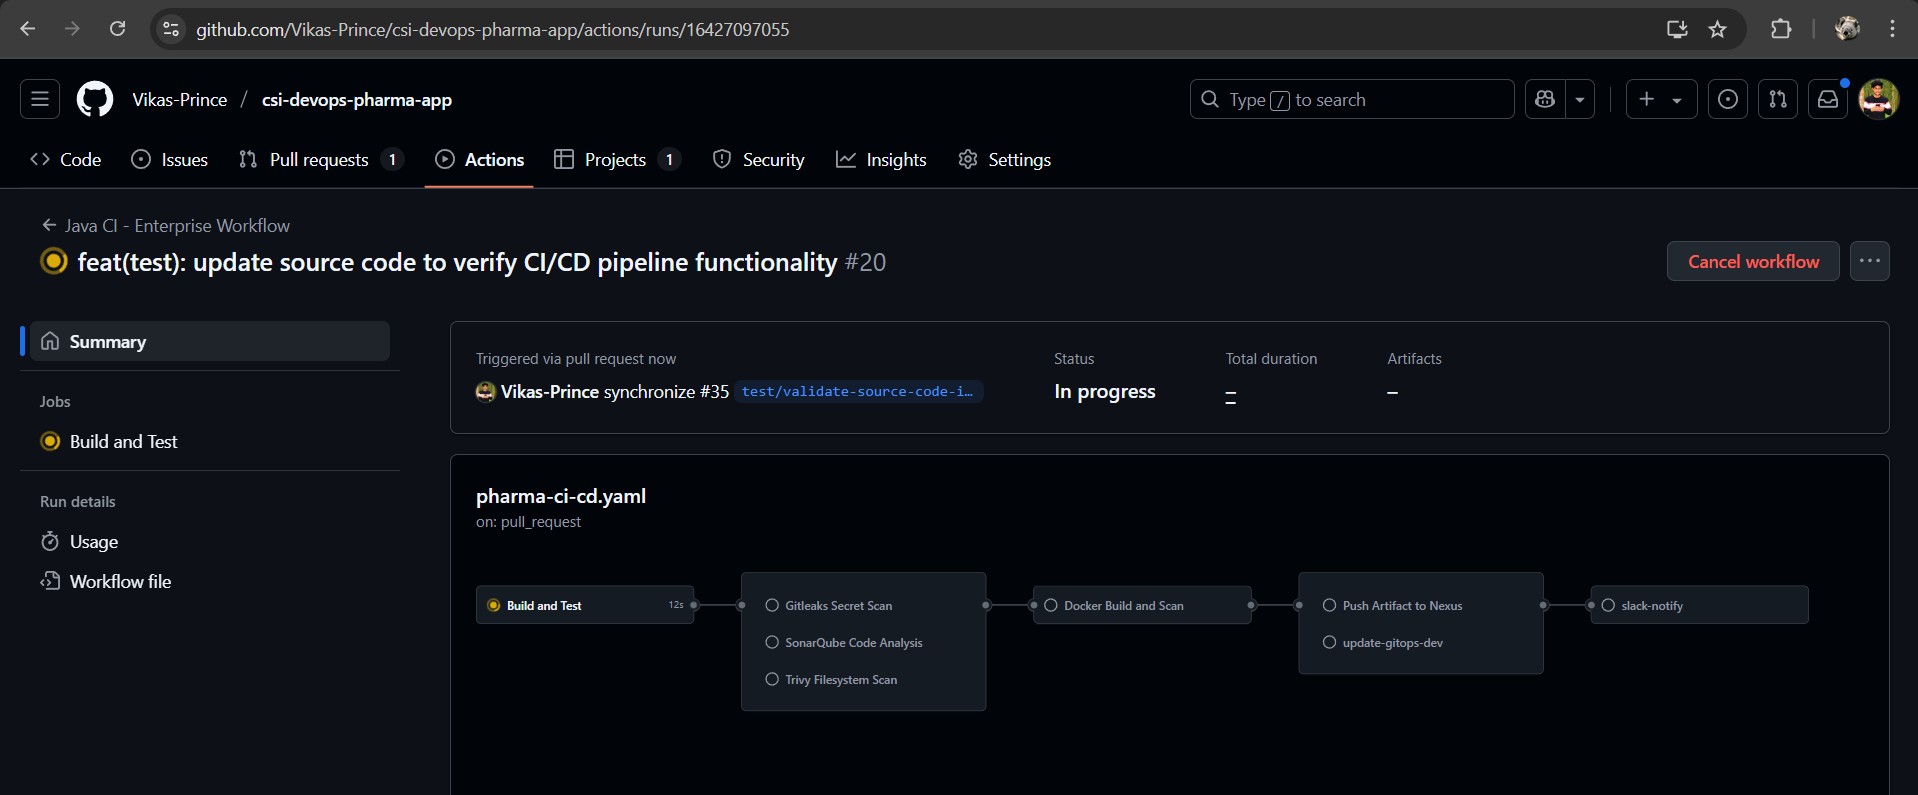 github.com/Vikas-Prince/csi-devops-pharma-app/actions/runs/16427097055
Vikas-Prince / csi-devops-pharma-app
Type / to search
Code Issues Pull requests 1 Actions Projects 1 Security Insights Settings
Java CI - Enterprise Workflow
feat(test): update source code to verify CI/CD pipeline functionality #20
Cancel workflow
Summary
Jobs
Build and Test
Run details
Usage
Workflow file
Triggered via pull request now
Vikas-Prince synchronize #35 test/validate-source-code-i…
Status
In progress
Total duration
–
Artifacts
–
pharma-ci-cd.yaml
on: pull_request
Build and Test 12s
Gitleaks Secret Scan
SonarQube Code Analysis
Trivy Filesystem Scan
Docker Build and Scan
Push Artifact to Nexus
update-gitops-dev
slack-notify